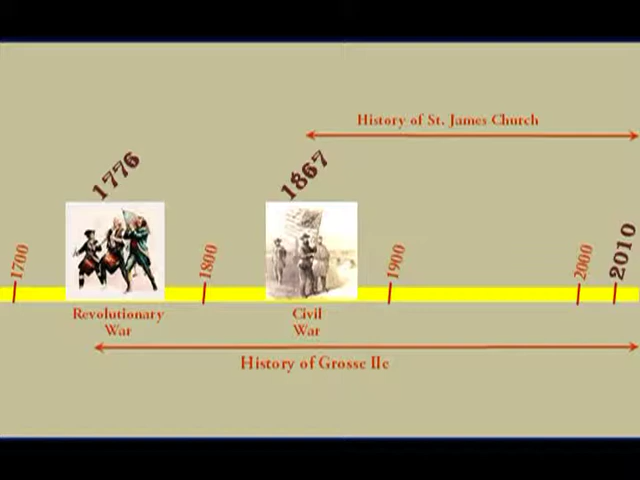 History of St. James Church
1776
1867
1700
1800
1900
2000
2010
Revolutionary
War
Civil
War
History of Grosse Ile